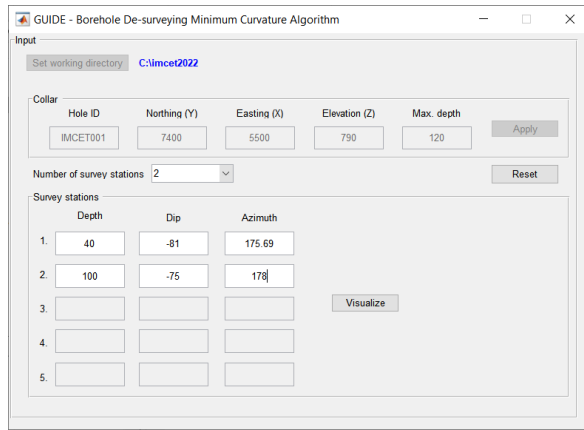 GUIDE - Borehole De-surveying Minimum Curvature Algorithm
Input
Set working directory C:\imcet2022
Collar
Hole ID Northing (Y) Easting (X) Elevation (Z) Max. depth
IMCET001 7400 5500 790 120 Apply
Number of survey stations 2 Reset
Survey stations
Depth Dip Azimuth
1. 40 -81 175.69
2. 100 -75 178
3. Visualize
4.
5.